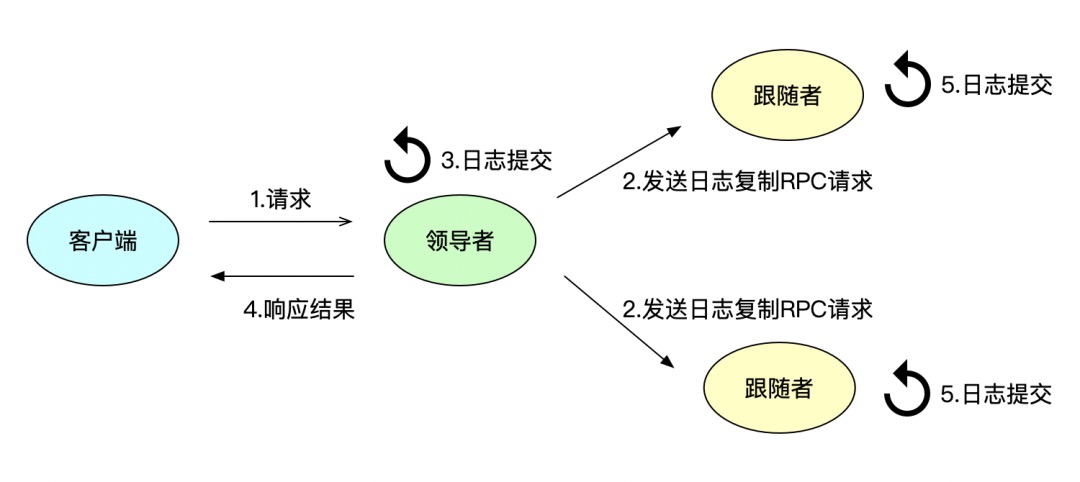 跟随者
5.日志提交
3.日志提交
2.发送日志复制RPC请求
1.请求
客户端
领导者
4.响应结果
2.发送日志复制RPC请求
跟随者
5.日志提交